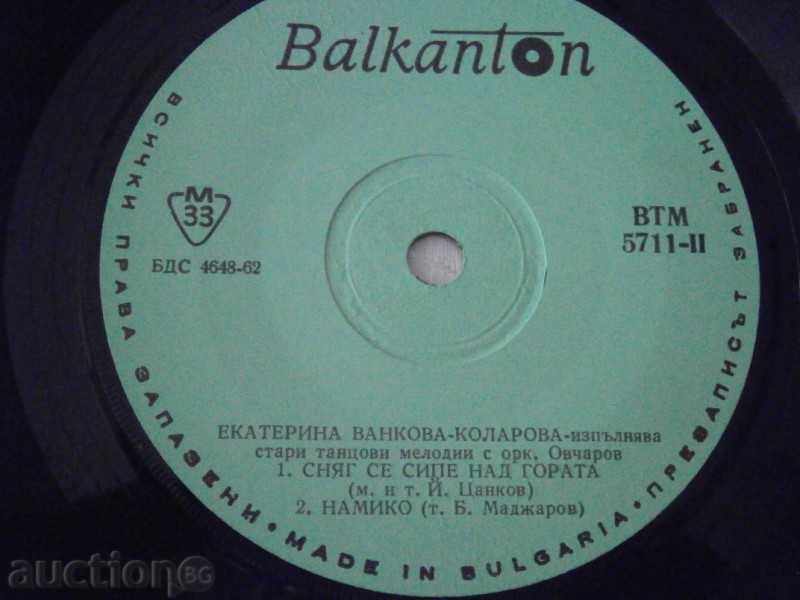 Balkanton
M
33
БДС 4648-62
ВТМ
5711-II
ЕКАТЕРИНА ВАНКОВА-КОЛАРОВА-изпълнява
стари танцови мелодии с орк. Овчаров
1. СНЯГ СЕ СИПЕ НАД ГОРАТА
(м. и т. Й. Цанков)
2. НАМИКО (т. Б. Маджаров)
ВСИЧКИ ПРАВА ЗАПАЗЕНИ • MADE IN BULGARIA • ПРЕЗАПИСЪТ ЗАБРАНЕН
auction BG